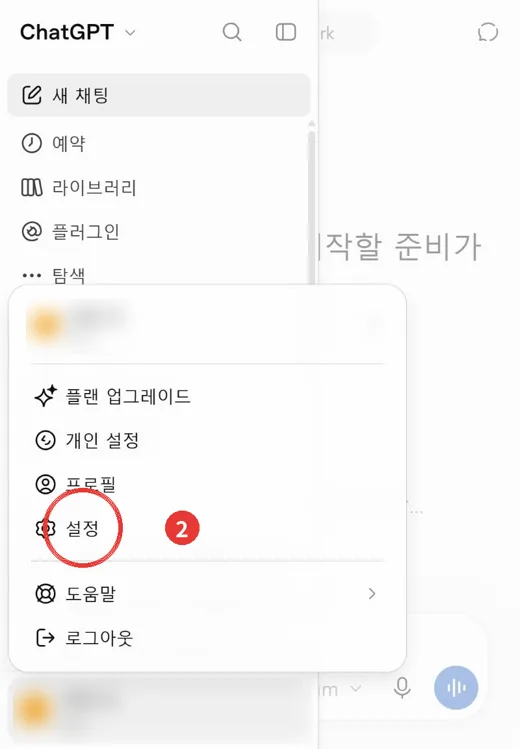 ChatGPT
rk
새 채팅
예약
라이브러리
플러그인
탐색
작할 준비가
플랜 업그레이드
개인 설정
프로필
설정
2
...
도움말
로그아웃